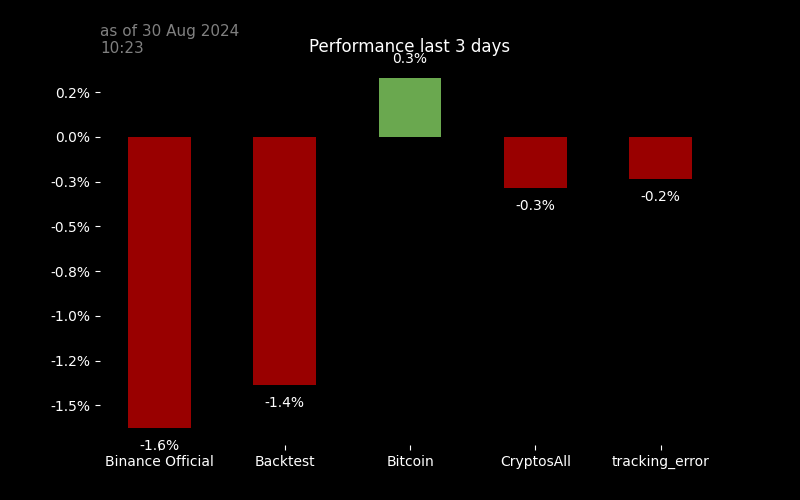 as of 30 Aug 2024
10:23
Performance last 3 days
0.3%
0.2%
0.0%
-0.3%
-0.5%
-0.8%
-1.0%
-1.2%
-1.5%
-0.3%
-0.2%
-1.4%
-1.6%
Binance Official
Backtest
Bitcoin
CryptosAll
tracking_error